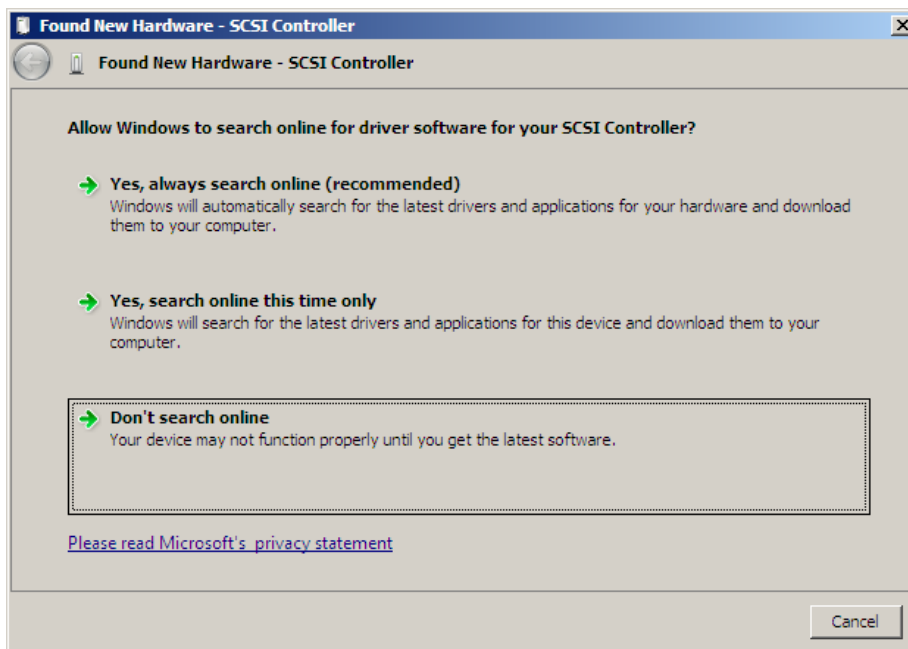 Found New Hardware - SCSI Controller
Found New Hardware - SCSI Controller
Allow Windows to search online for driver software for your SCSI Controller?
Yes, always search online (recommended)
Windows will automatically search for the latest drivers and applications for your hardware and download
them to your computer.
Yes, search online this time only
Windows will search for the latest drivers and applications for this device and download them to your
computer.
Don't search online
Your device may not function properly until you get the latest software.
Please read Microsoft's privacy statement
Cancel